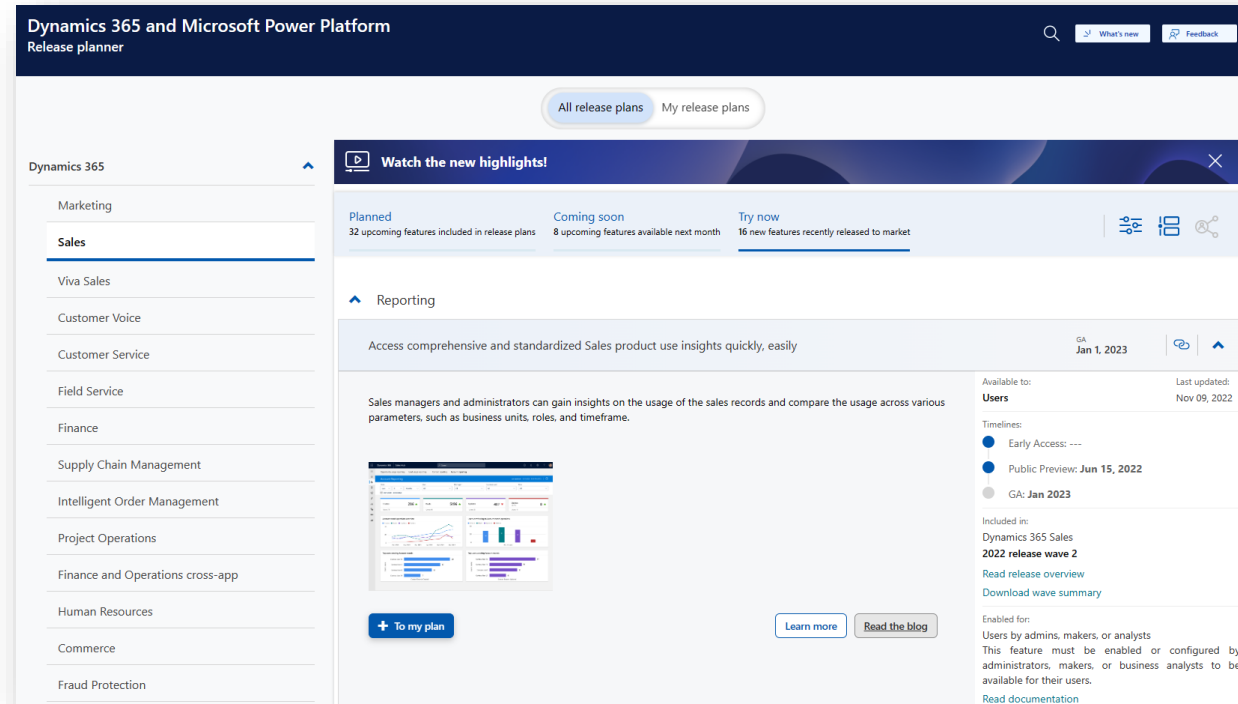 Dynamics 365 and Microsoft Power Platform
Release planner
What's new
Feedback
All release plans
My release plans
Dynamics 365
Marketing
Sales
Viva Sales
Customer Voice
Customer Service
Field Service
Finance
Supply Chain Management
Intelligent Order Management
Project Operations
Finance and Operations cross-app
Human Resources
Commerce
Fraud Protection
Watch the new highlights!
Planned
32 upcoming features included in release plans
Coming soon
8 upcoming features available next month
Try now
16 new features recently released to market
Reporting
Access comprehensive and standardized Sales product use insights quickly, easily
GA
Jan 1, 2023
Sales managers and administrators can gain insights on the usage of the sales records and compare the usage across various
parameters, such as business units, roles, and timeframe.
To my plan
Learn more
Read the blog
Available to:
Users
Last updated:
Nov 09, 2022
Timelines:
Early Access: ---
Public Preview: Jun 15, 2022
GA: Jan 2023
Included in:
Dynamics 365 Sales
2022 release wave 2
Read release overview
Download wave summary
Enabled for:
Users by admins, makers, or analysts
This feature must be enabled or configured by
administrators, makers, or business analysts to be
available for their users.
Read documentation